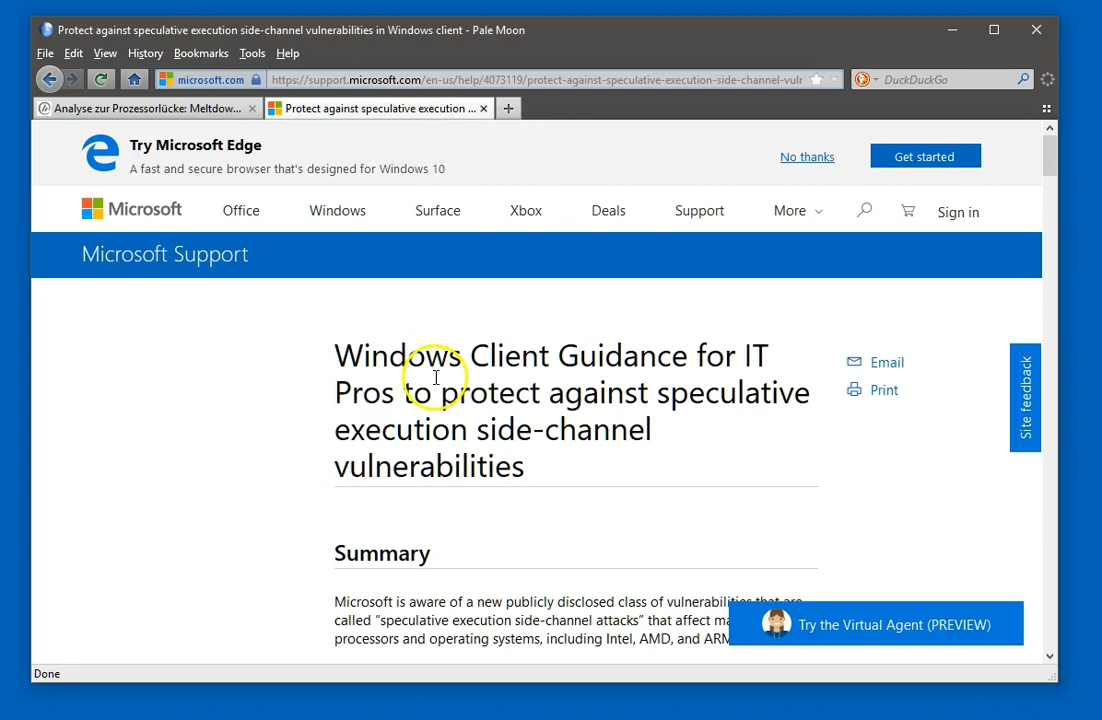 Protect against speculative execution side-channel vulnerabilities in Windows client - Pale Moon
File Edit View History Bookmarks Tools Help
microsoft.com https://support.microsoft.com/en-us/help/4073119/protect-against-speculative-execution-side-channel-vulr DuckDuckGo
Analyse zur Prozessorlücke: Meltdow... Protect against speculative execution ...
Try Microsoft Edge
A fast and secure browser that's designed for Windows 10
No thanks
Get started
Microsoft Office Windows Surface Xbox Deals Support More Sign in
Microsoft Support
Windows Client Guidance for IT
Pros to protect against speculative
execution side-channel
vulnerabilities
Email
Print
Site feedback
Summary
Microsoft is aware of a new publicly disclosed class of vulnerabilities that are
called “speculative execution side-channel attacks” that affect
processors and operating systems, including Intel, AMD, and ARM
Try the Virtual Agent (PREVIEW)
Done